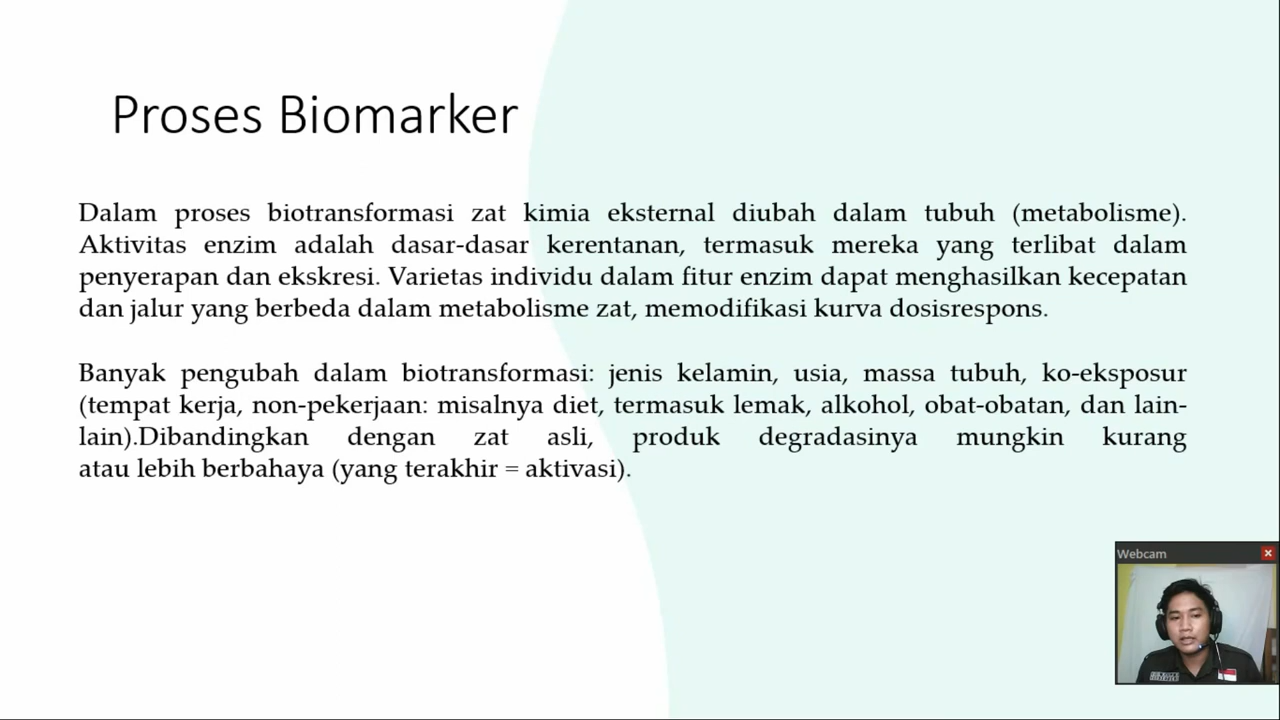 Proses Biomarker
Dalam proses biotransformasi zat kimia eksternal diubah dalam tubuh (metabolisme).
Aktivitas enzim adalah dasar-dasar kerentanan, termasuk mereka yang terlibat dalam
penyerapan dan ekskresi. Varietas individu dalam fitur enzim dapat menghasilkan kecepatan
dan jalur yang berbeda dalam metabolisme zat, memodifikasi kurva dosisrespons.
Banyak pengubah dalam biotransformasi: jenis kelamin, usia, massa tubuh, ko-eksposur
(tempat kerja, non-pekerjaan: misalnya diet, termasuk lemak, alkohol, obat-obatan, dan lain-
lain).Dibandingkan dengan zat asli, produk degradasinya mungkin kurang
atau lebih berbahaya (yang terakhir = aktivasi).
Webcam